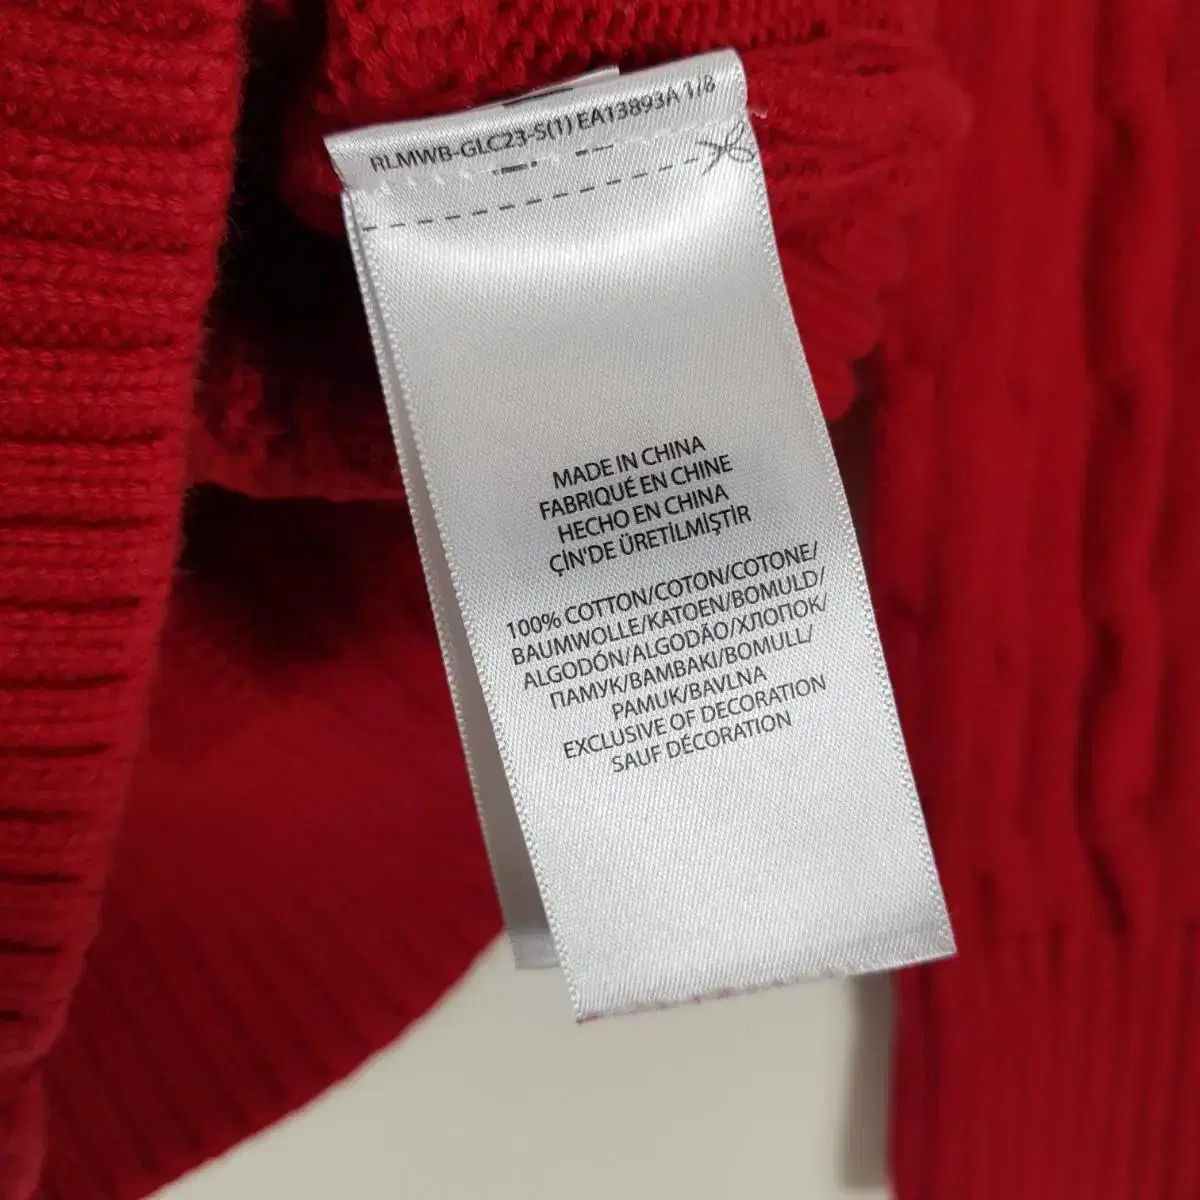 RLMWB-GLC23-S(1) EA13893A 1/8
MADE IN CHINA
FABRIQUÉ EN CHINE
HECHO EN CHINA
ÇİN'DE ÜRETİLMİŞTİR
100% COTTON/COTON/COTONE/
BAUMWOLLE/KATOEN/BOMULD/
ALGODÓN/ALGODÃO/ХЛОПОК/
ПАМУК/ΒΑΜΒΑΚΙ/BOMULL/
PAMUK/BAVLNA
EXCLUSIVE OF DECORATION
SAUF DÉCORATION